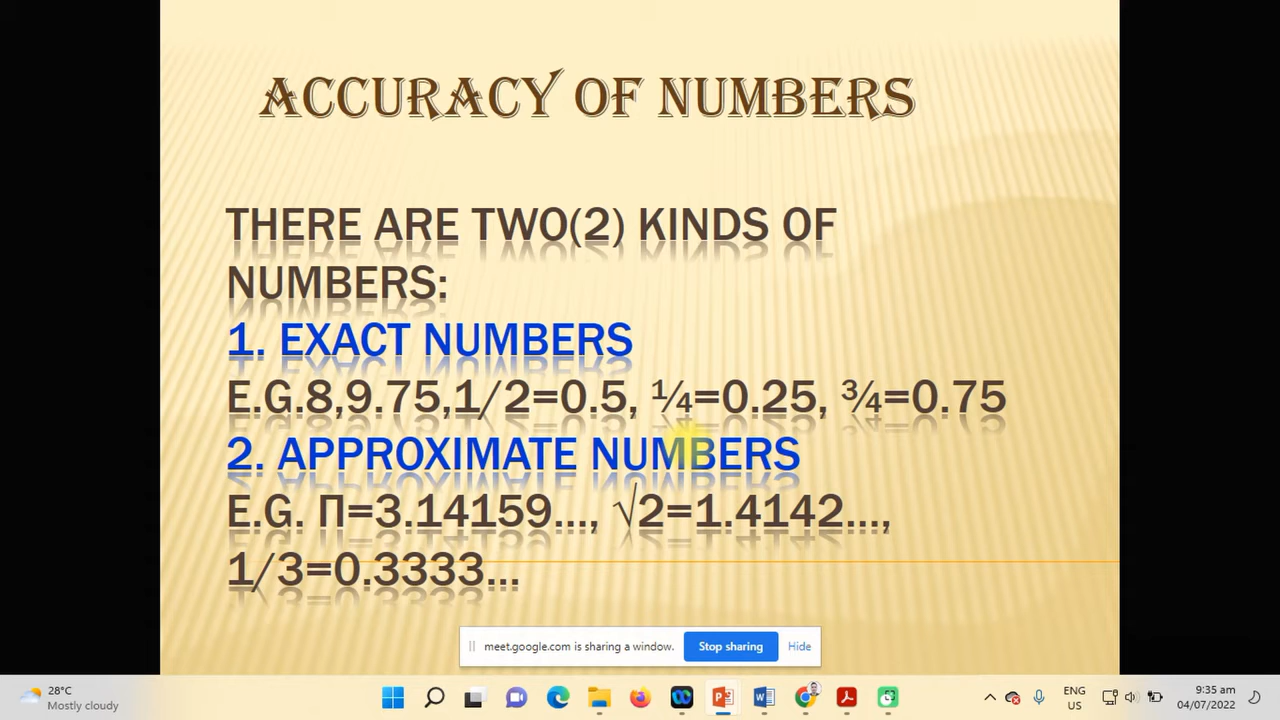 ACCURACY OF NUMBERS
THERE ARE TWO(2) KINDS OF
NUMBERS:
1. EXACT NUMBERS
E.G.8,9.75,1/2=0.5, ¼=0.25, ¾=0.75
2. APPROXIMATE NUMBERS
E.G. Π=3.14159…, √2=1.4142…,
1/3=0.3333…
meet.google.com is sharing a window. Stop sharing Hide
28°C
Mostly cloudy
ENG
US
9:35 am
04/07/2022